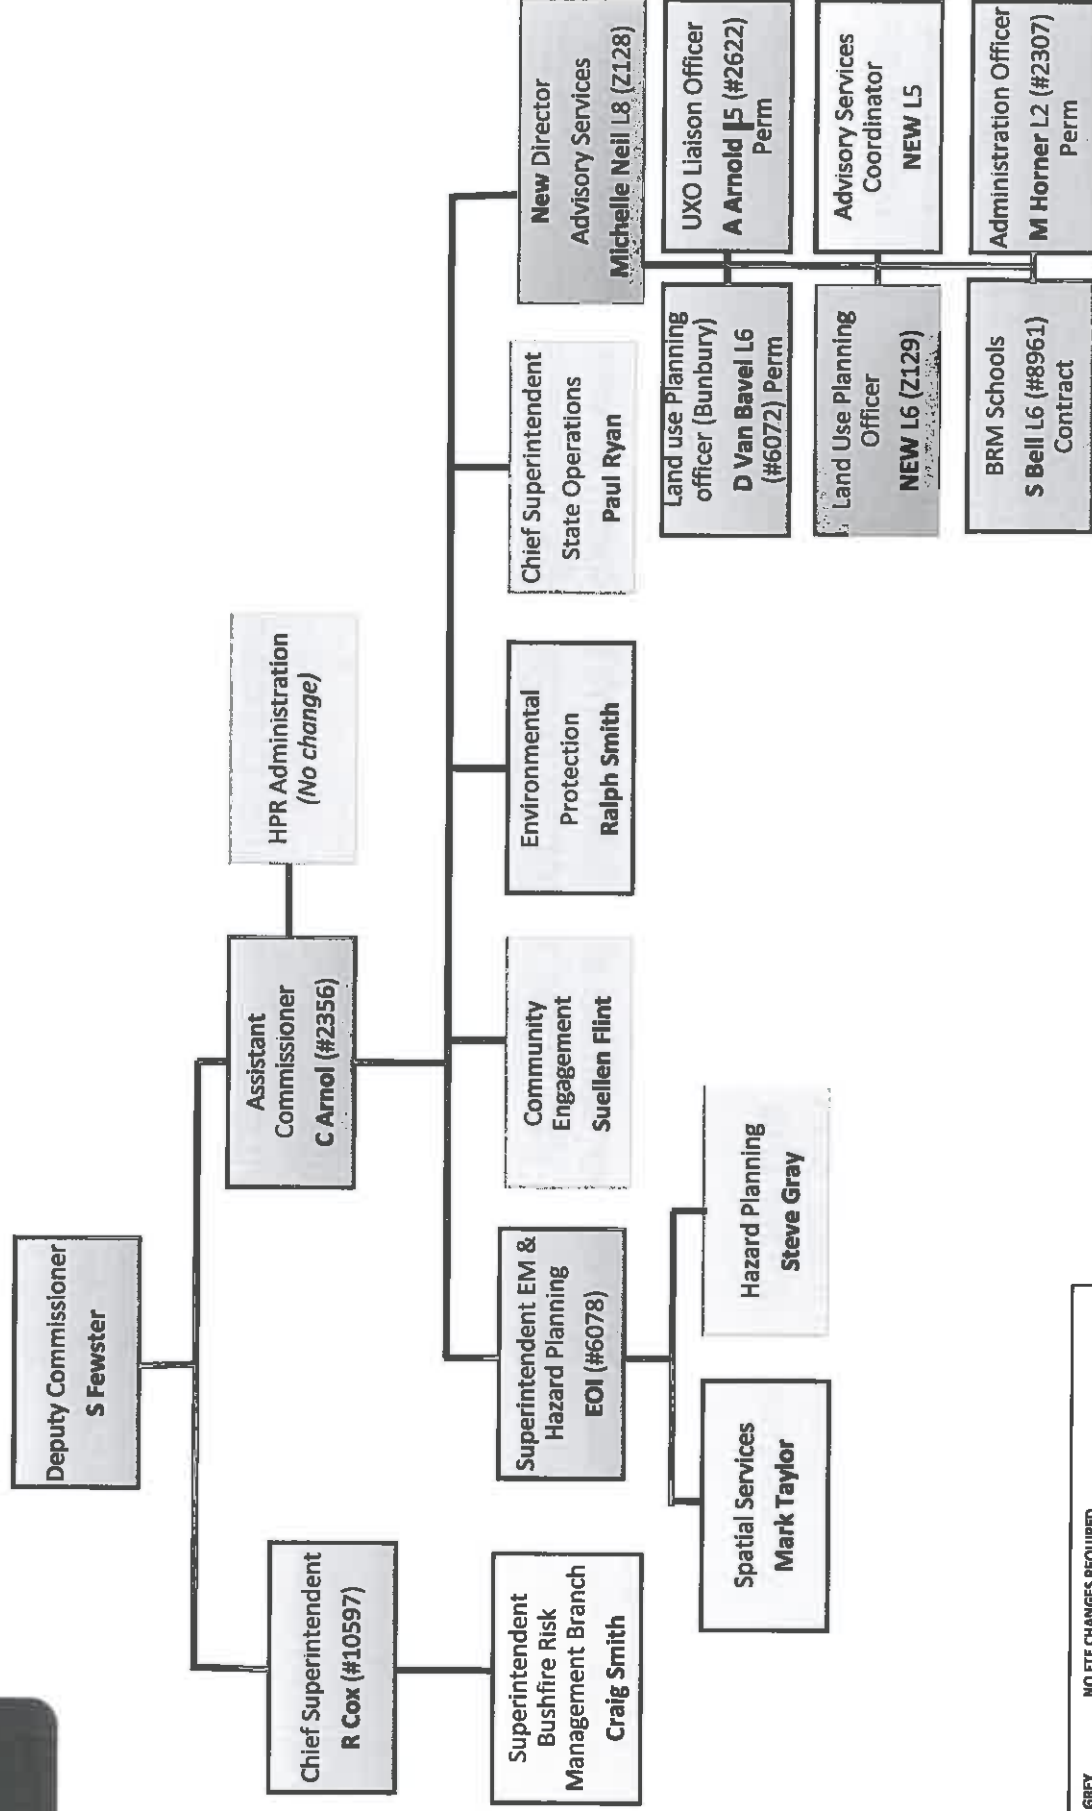 Deputy Commissioner
S Fewster
Chief Superintendent
R Cox (#10597)
Superintendent
Bushfire Risk
Management Branch
Craig Smith
Assistant
Commissioner
C Arnol (#2356)
HPR Administration
(No change)
Superintendent EM &
Hazard Planning
EOI (#6078)
Spatial Services
Mark Taylor
Hazard Planning
Steve Gray
Community
Engagement
Suellen Flint
Environmental
Protection
Ralph Smith
Chief Superintendent
State Operations
Paul Ryan
New Director
Advisory Services
Michelle Neil L8 (Z128)
Land use Planning
officer (Bunbury)
D Van Bavel L6
(#6072) Perm
UXO Liaison Officer
A Arnold L5 (#2622)
Perm
Land Use Planning
Officer
NEW L6 (Z129)
Advisory Services
Coordinator
NEW L5
BRM Schools
S Bell L6 (#8961)
Contract
Administration Officer
M Horner L2 (#2307)
Perm
GREY NO FTE CHANGES REQUIRED